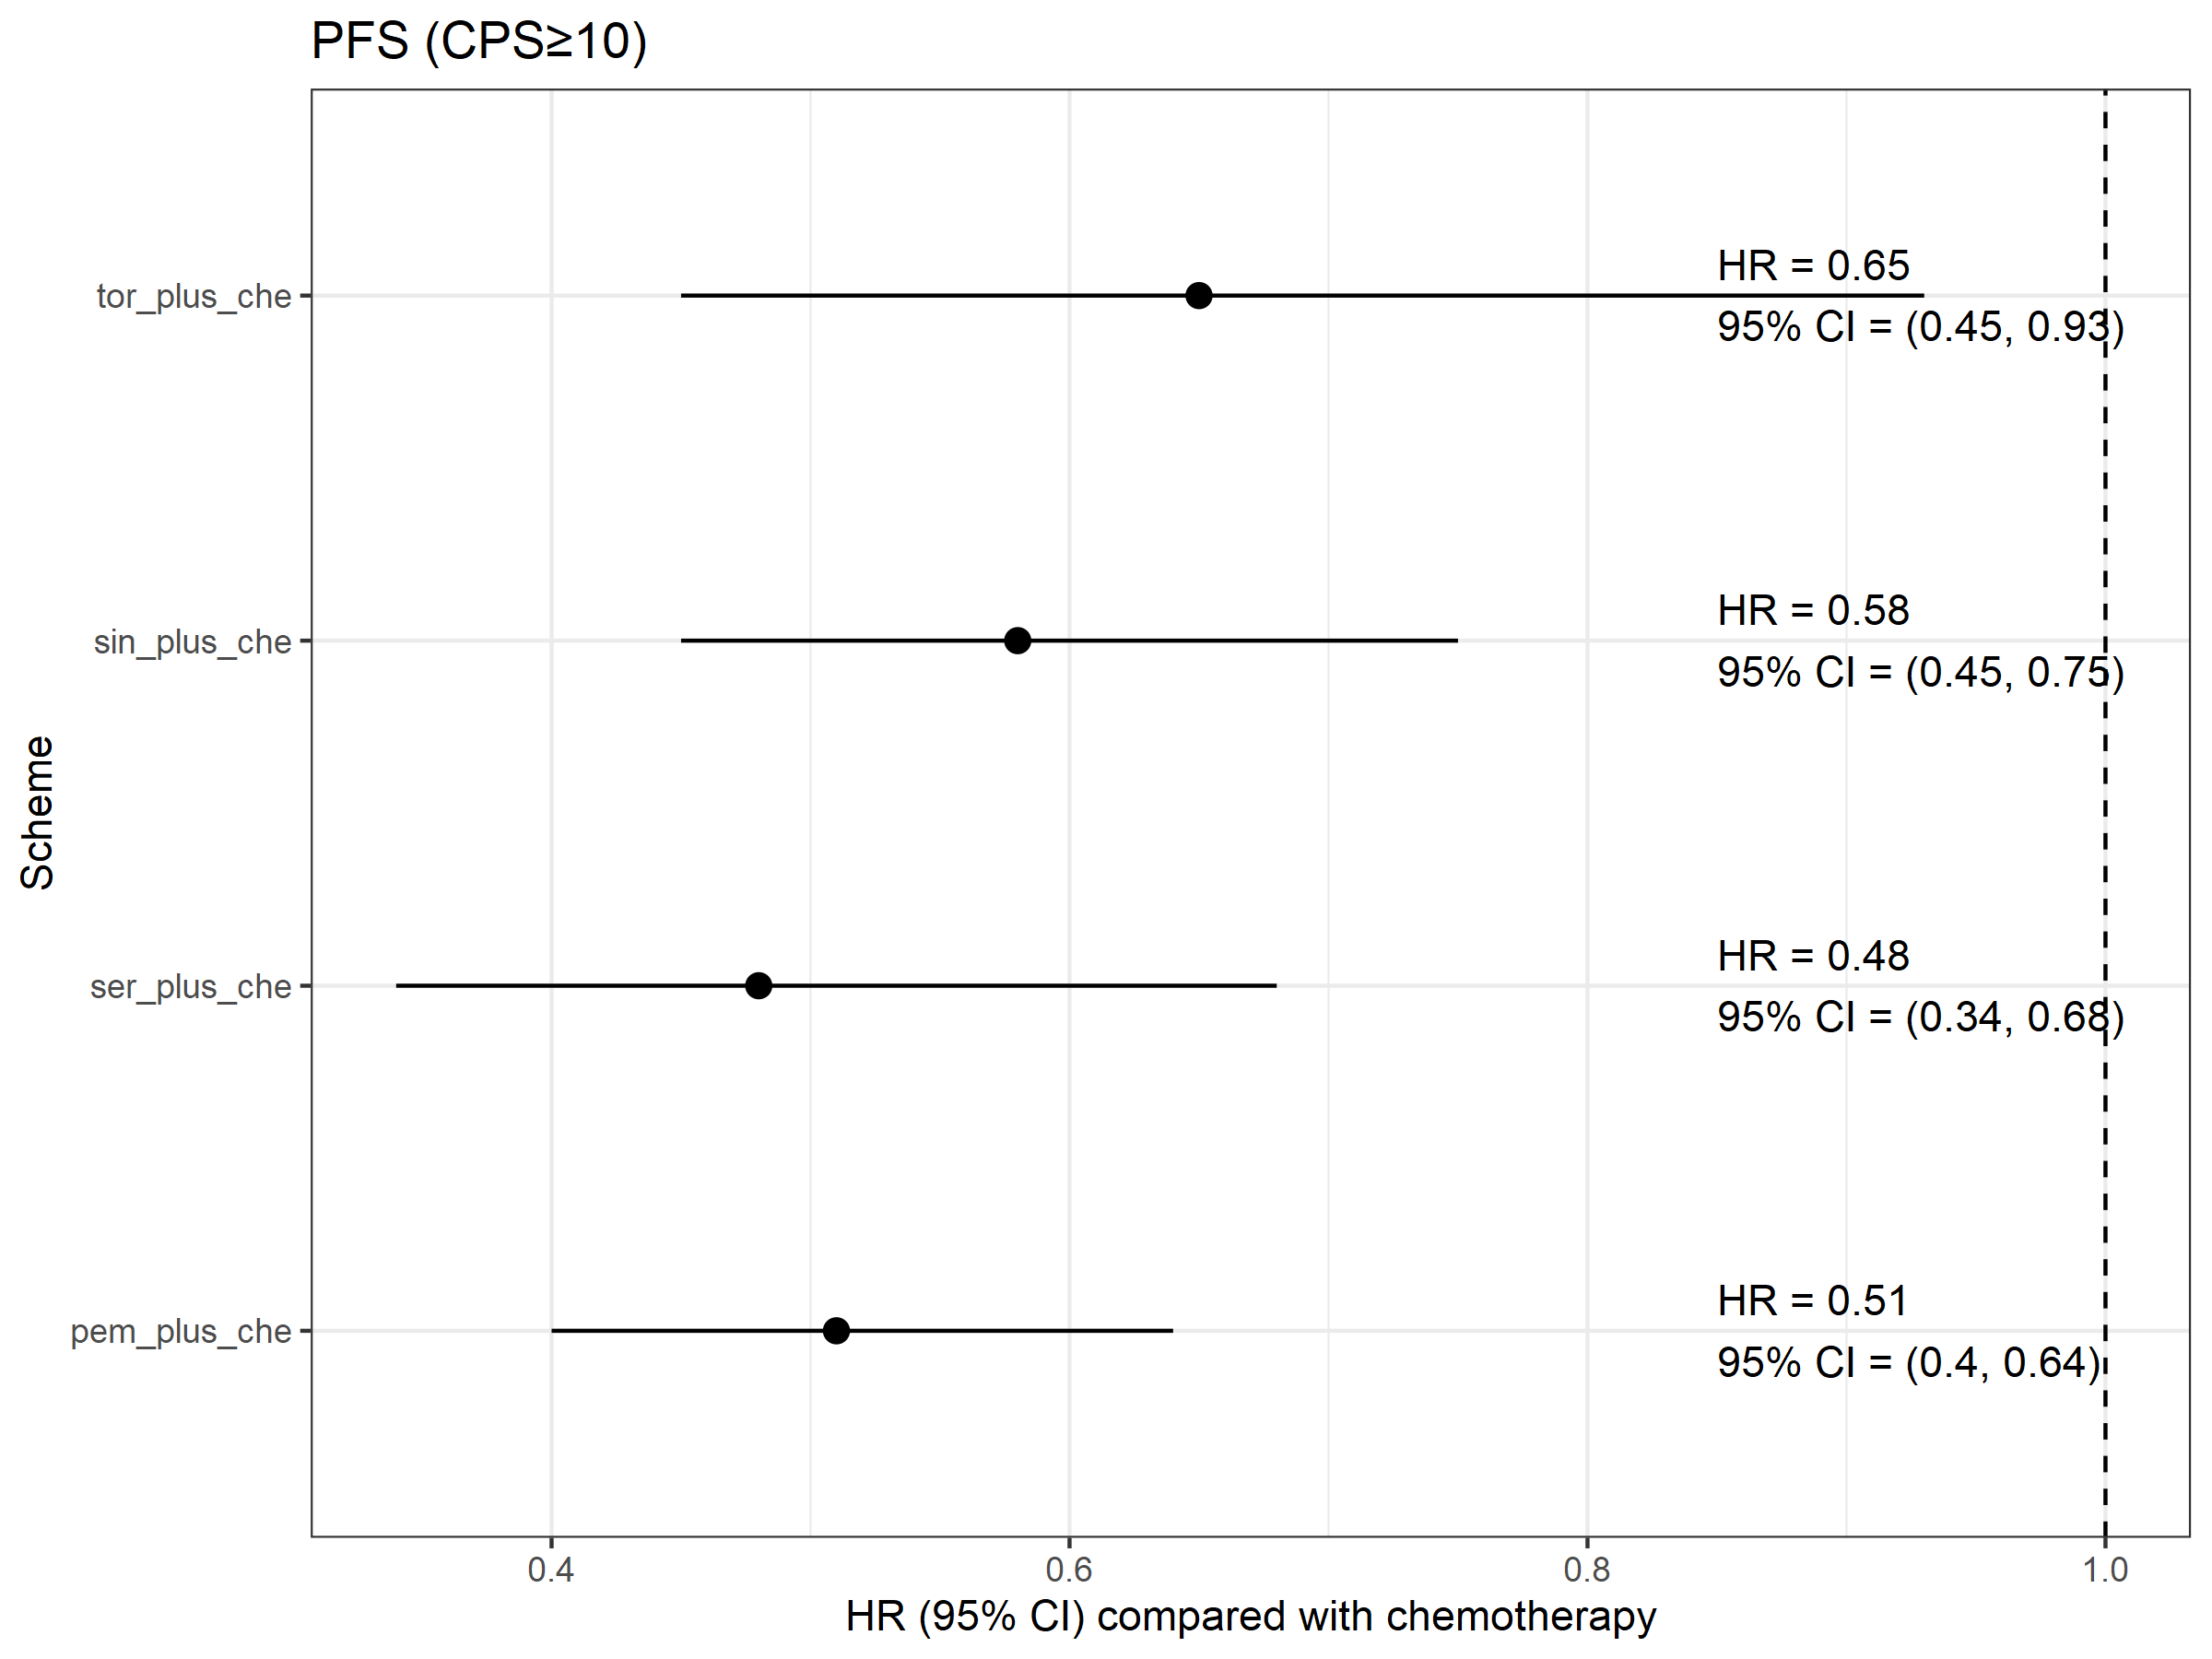 PFS (CPS≥10)
Scheme
tor_plus_che
HR = 0.65
95% CI = (0.45, 0.93)
sin_plus_che
HR = 0.58
95% CI = (0.45, 0.75)
ser_plus_che
HR = 0.48
95% CI = (0.34, 0.68)
pem_plus_che
HR = 0.51
95% CI = (0.4, 0.64)
0.4 0.6 0.8 1.0
HR (95% CI) compared with chemotherapy